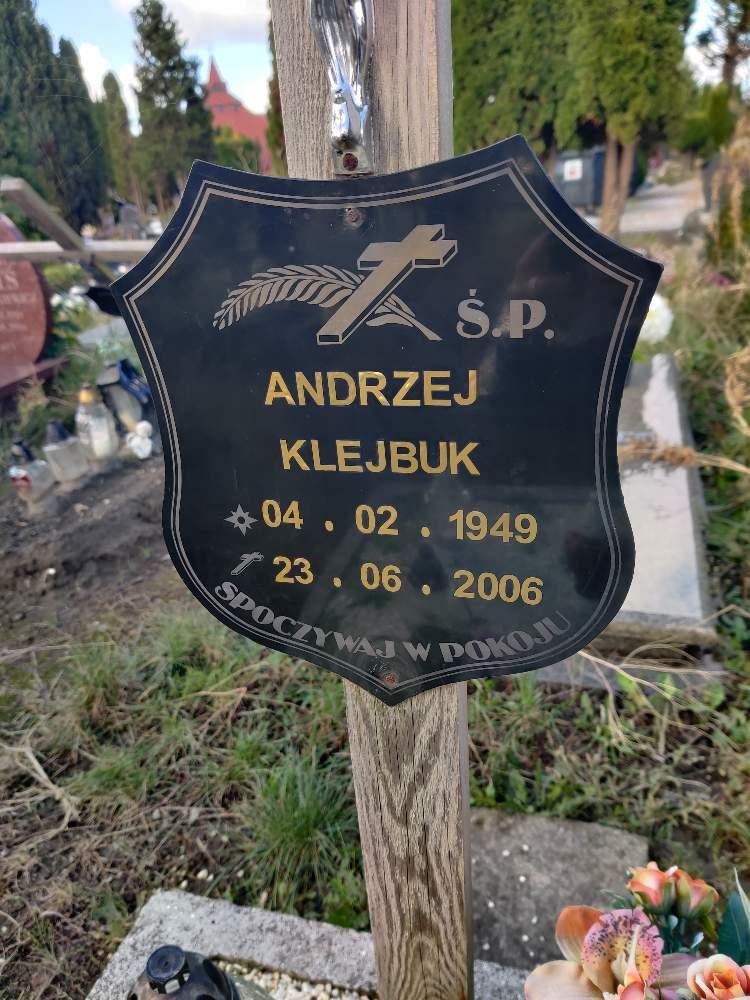 Ś.P.
ANDRZEJ
KLEJBUK
04 . 02 . 1949
23 . 06 . 2006
SPOCZYWAJ W POKOJU